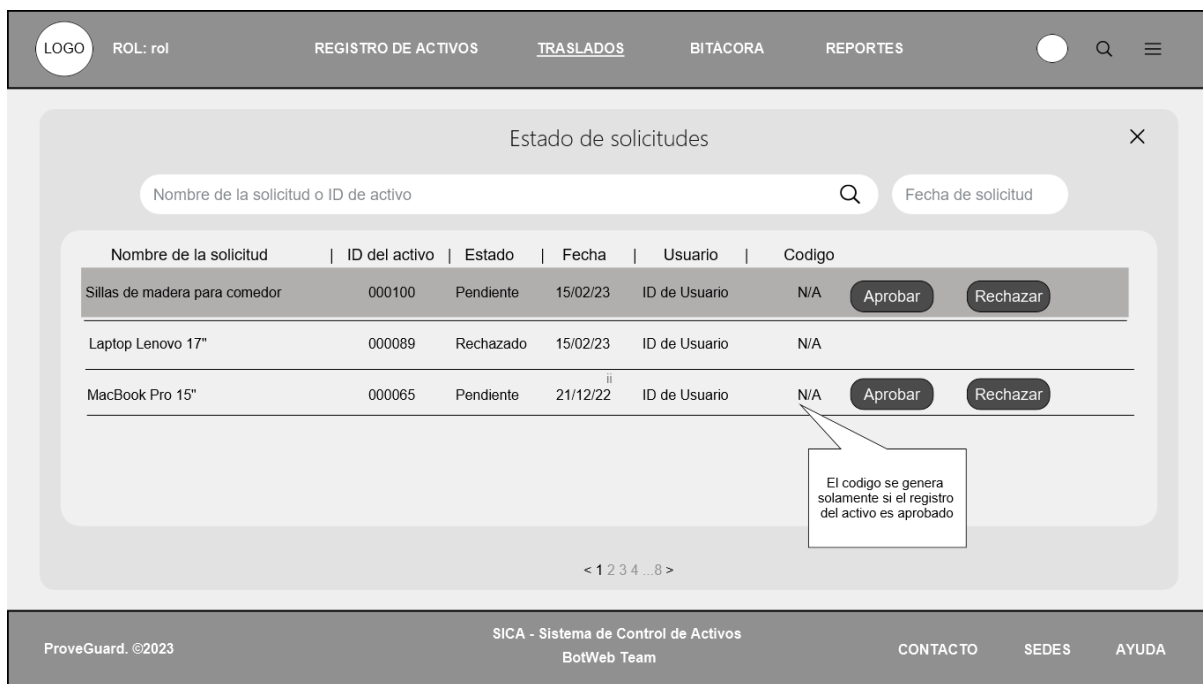 LOGO ROL: rol REGISTRO DE ACTIVOS TRASLADOS BITÁCORA REPORTES
Estado de solicitudes
Nombre de la solicitud o ID de activo Fecha de solicitud
Nombre de la solicitud | ID del activo | Estado | Fecha | Usuario | Codigo
Sillas de madera para comedor 000100 Pendiente 15/02/23 ID de Usuario N/A Aprobar Rechazar
Laptop Lenovo 17" 000089 Rechazado 15/02/23 ID de Usuario N/A
ii
MacBook Pro 15" 000065 Pendiente 21/12/22 ID de Usuario N/A Aprobar Rechazar
El codigo se genera
solamente si el registro
del activo es aprobado
< 1 2 3 4 ...8 >
ProveGuard. ©2023
SICA - Sistema de Control de Activos
BotWeb Team
CONTACTO SEDES AYUDA